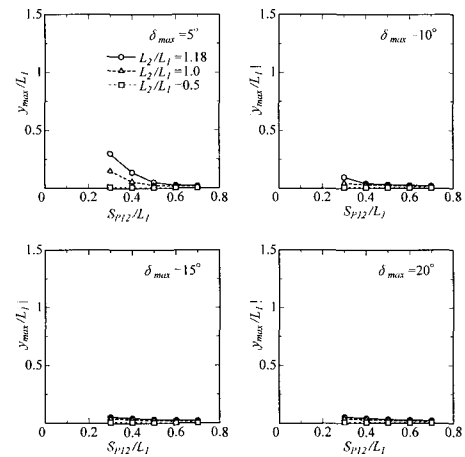 δ max =5°
L2/L1=1.18
L2/L1=1.0
L2/L1=0.5
ymax/L1
1.5
1
0.5
0 0.2 0.4 0.6 0.8
SP12/L1
δ max =10°
ymax/L1
1.5
1
0.5
0 0.2 0.4 0.6 0.8
SP12/L1
δ max =15°
ymax/L1
1.5
1
0.5
0 0.2 0.4 0.6 0.8
SP12/L1
δ max =20°
ymax/L1
1.5
1
0.5
0 0.2 0.4 0.6 0.8
SP12/L1